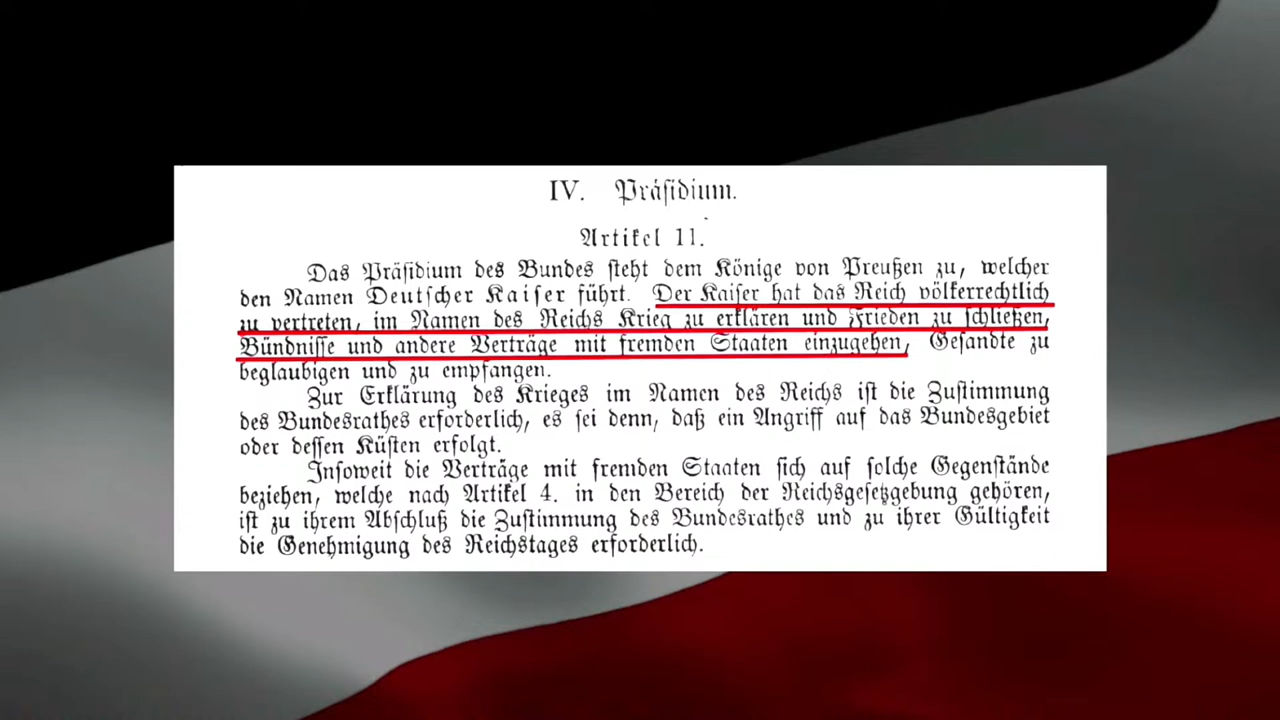 IV. Präſidium.
Artikel 11.
Das Präſidium des Bundes ſteht dem Könige von Preußen zu, welcher
den Namen Deutſcher Kaiſer führt. Der Kaiſer hat das Reich völkerrechtlich
zu vertreten, im Namen des Reichs Krieg zu erklären und Frieden zu ſchließen,
Bündniſſe und andere Verträge mit fremden Staaten einzugehen, Geſandte zu
beglaubigen und zu empfangen.
Zur Erklärung des Krieges im Namen des Reichs iſt die Zuſtimmung
des Bundesrathes erforderlich, es ſei denn, daß ein Angriff auf das Bundesgebiet
oder deſſen Küſten erfolgt.
Inſoweit die Verträge mit fremden Staaten ſich auf ſolche Gegenſtände
beziehen, welche nach Artikel 4. in den Bereich der Reichsgeſetzgebung gehören,
iſt zu ihrem Abſchluß die Zuſtimmung des Bundesrathes und zu ihrer Gültigkeit
die Genehmigung des Reichstages erforderlich.